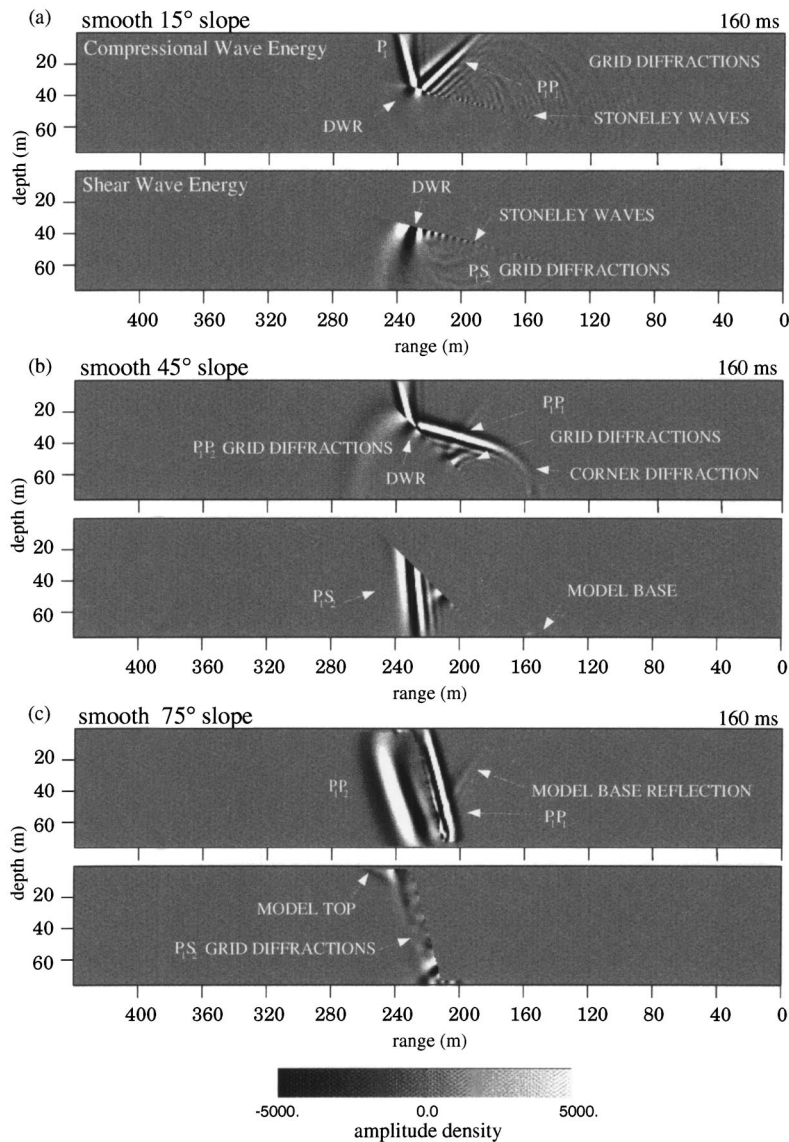 (a) smooth 15° slope 160 ms
Compressional Wave Energy P₁ GRID DIFFRACTIONS
20
P₁P₁
40
DWR STONELEY WAVES
60
depth (m)
Shear Wave Energy DWR
20
STONELEY WAVES
40
P₁S₂ GRID DIFFRACTIONS
60
400 360 320 280 240 200 160 120 80 40 0
range (m)
(b) smooth 45° slope 160 ms
P₁P₁
20
GRID DIFFRACTIONS
P₁P₂ GRID DIFFRACTIONS
40
DWR CORNER DIFFRACTION
60
depth (m)
20
P₁S₂ MODEL BASE
40
60
400 360 320 280 240 200 160 120 80 40 0
range (m)
(c) smooth 75° slope 160 ms
20
P₁P₂ MODEL BASE REFLECTION
40
P₁P₁
60
depth (m)
20
MODEL TOP
40
P₁S₂ GRID DIFFRACTIONS
60
400 360 320 280 240 200 160 120 80 40 0
range (m)
-5000. 0.0 5000.
amplitude density